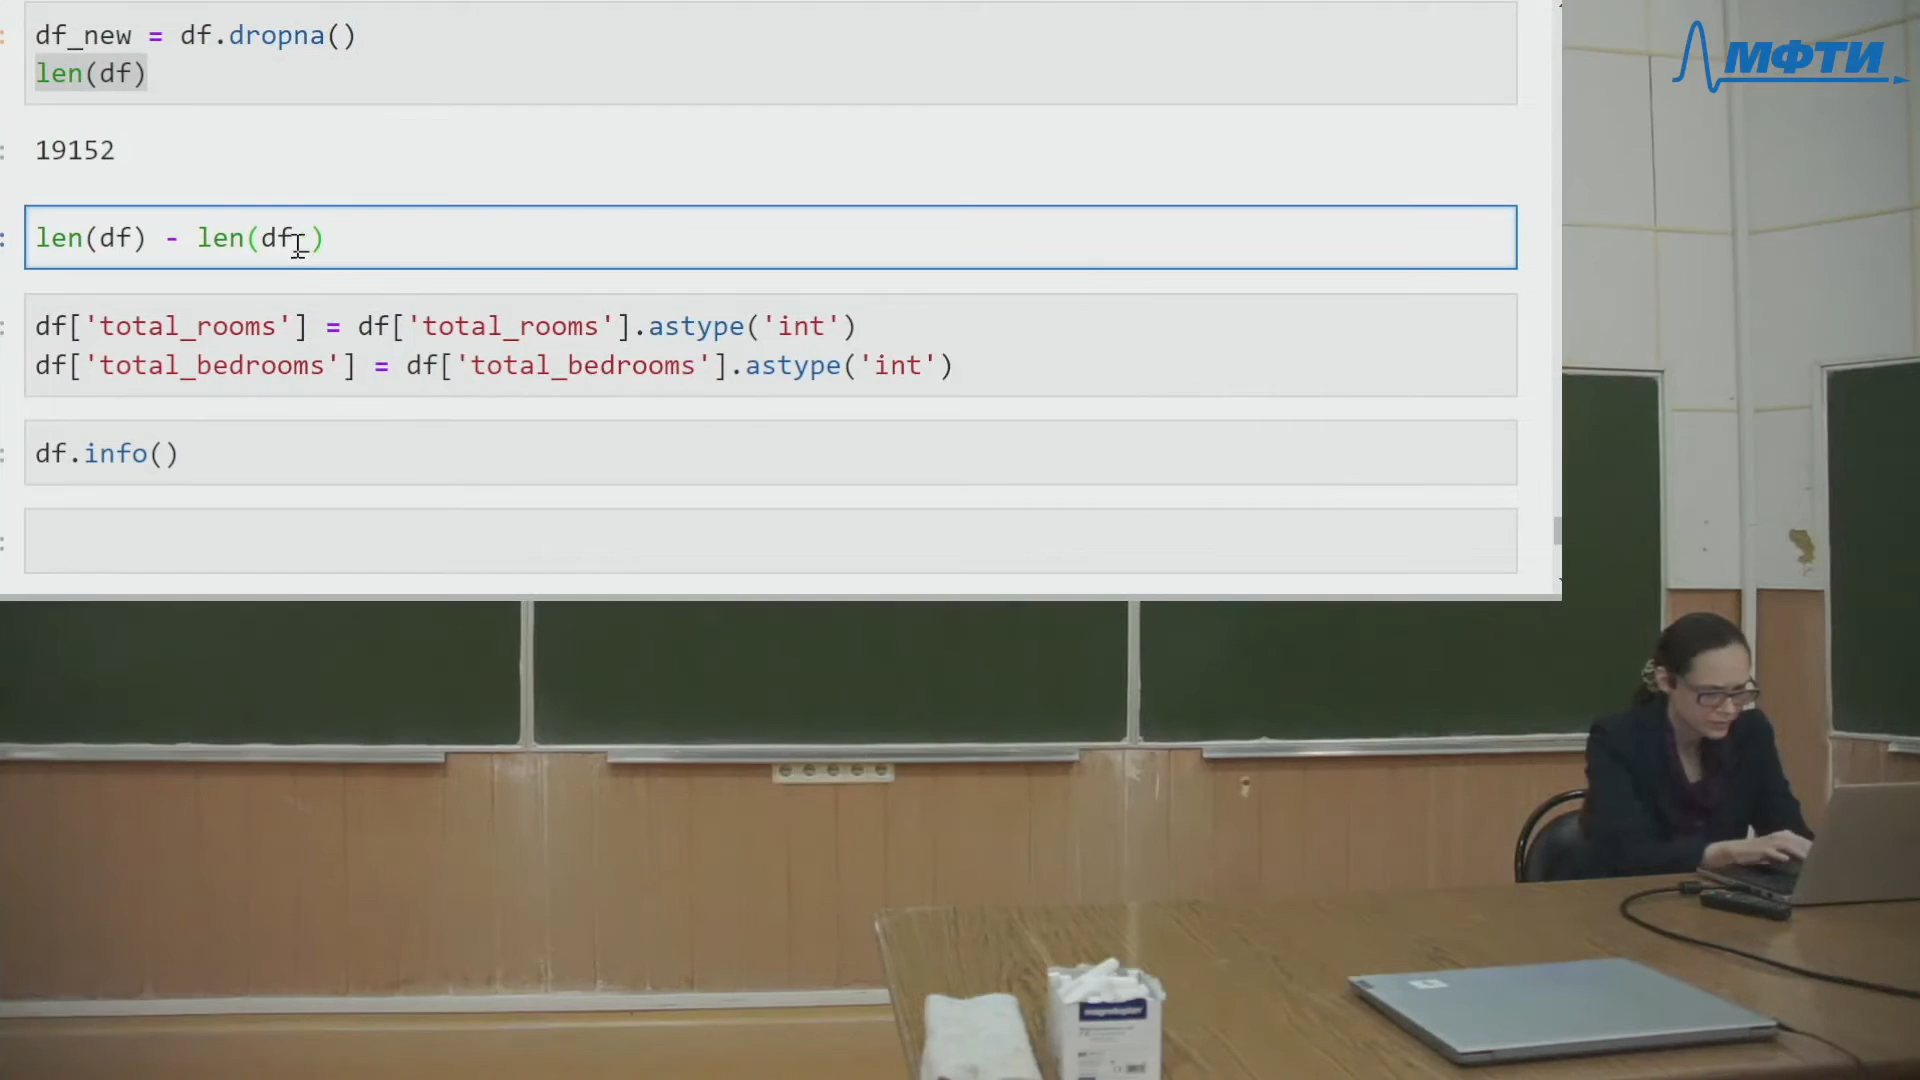 df_new = df.dropna()
len(df)
МФТИ
19152
len(df) - len(df_)
df['total_rooms'] = df['total_rooms'].astype('int')
df['total_bedrooms'] = df['total_bedrooms'].astype('int')
df.info()